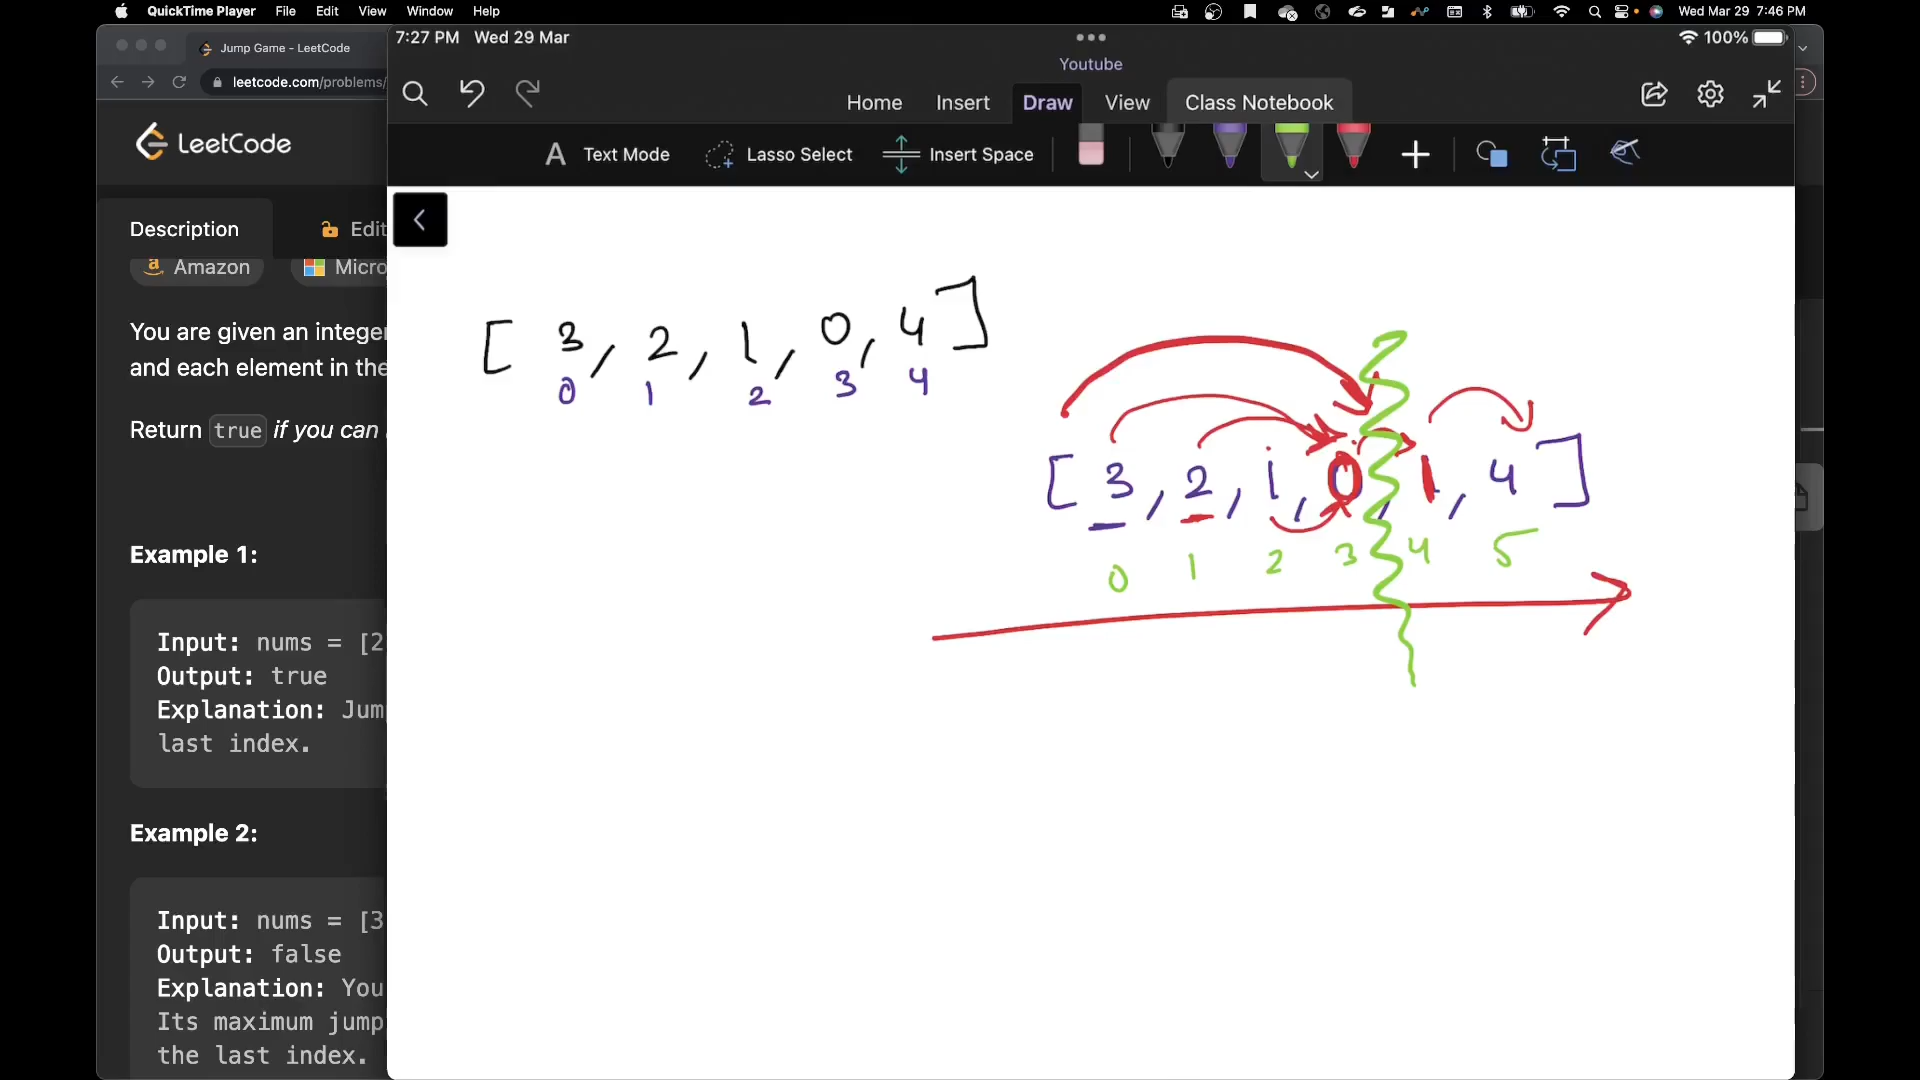 QuickTime Player File Edit View Window Help Wed Mar 29 7:46 PM
Jump Game - LeetCode
leetcode.com/problems/
7:27 PM Wed 29 Mar
100%
Youtube
Home Insert Draw View Class Notebook
A Text Mode Lasso Select Insert Space
LeetCode
Description Edit
Amazon Micro
You are given an integer
and each element in the
Return true if you can
Example 1:
Input: nums = [2
Output: true
Explanation: Jump
last index.
Example 2:
Input: nums = [3
Output: false
Explanation: You
Its maximum jump
the last index.
[ 3, 2, 1, 0, 4 ]
0 1 2 3 4
[ 3, 2, 1, 0, 1, 4 ]
0 1 2 3 4 5